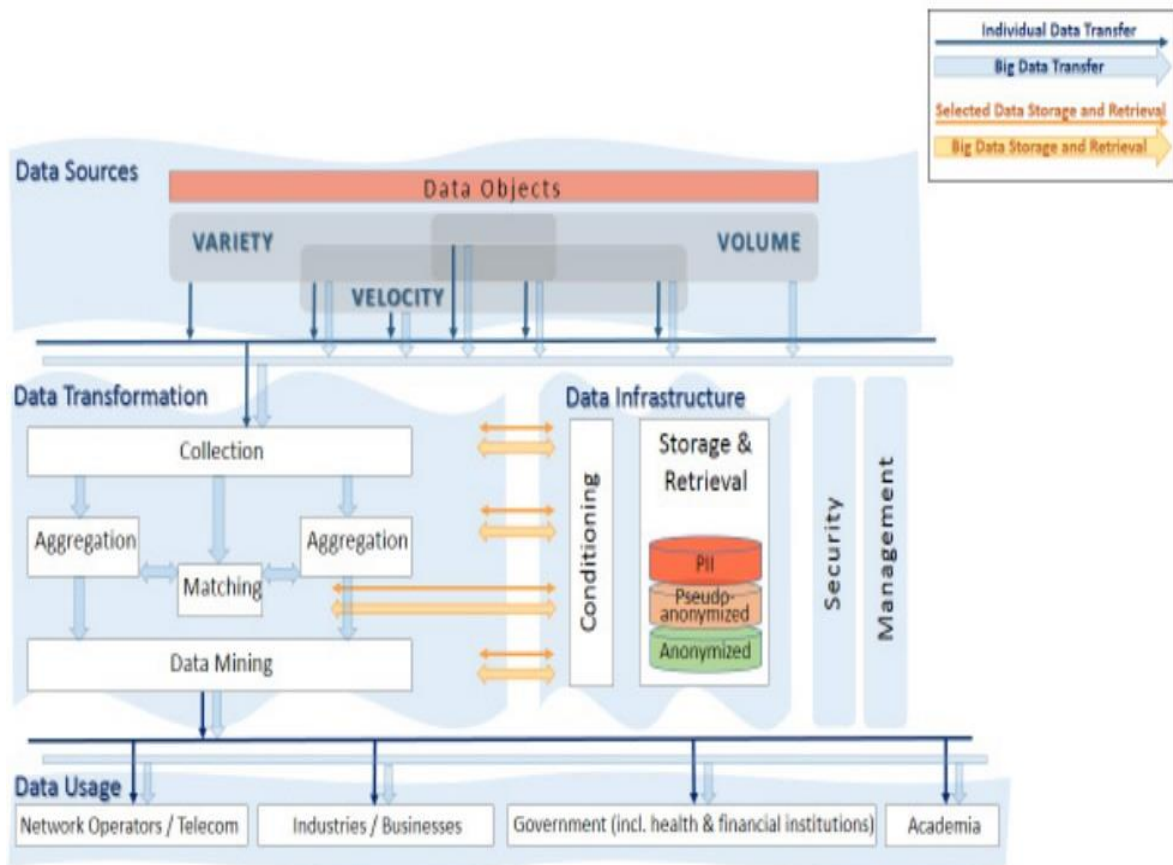 Individual Data Transfer
Big Data Transfer
Selected Data Storage and Retrieval
Big Data Storage and Retrieval
Data Sources
Data Objects
VARIETY
VOLUME
VELOCITY
Data Transformation
Data Infrastructure
Collection
Aggregation
Aggregation
Matching
Data Mining
Conditioning
Storage &
Retrieval
PII
Pseudo-
anonymized
Anonymized
Security
Management
Data Usage
Network Operators / Telecom
Industries / Businesses
Government (incl. health & financial institutions)
Academia